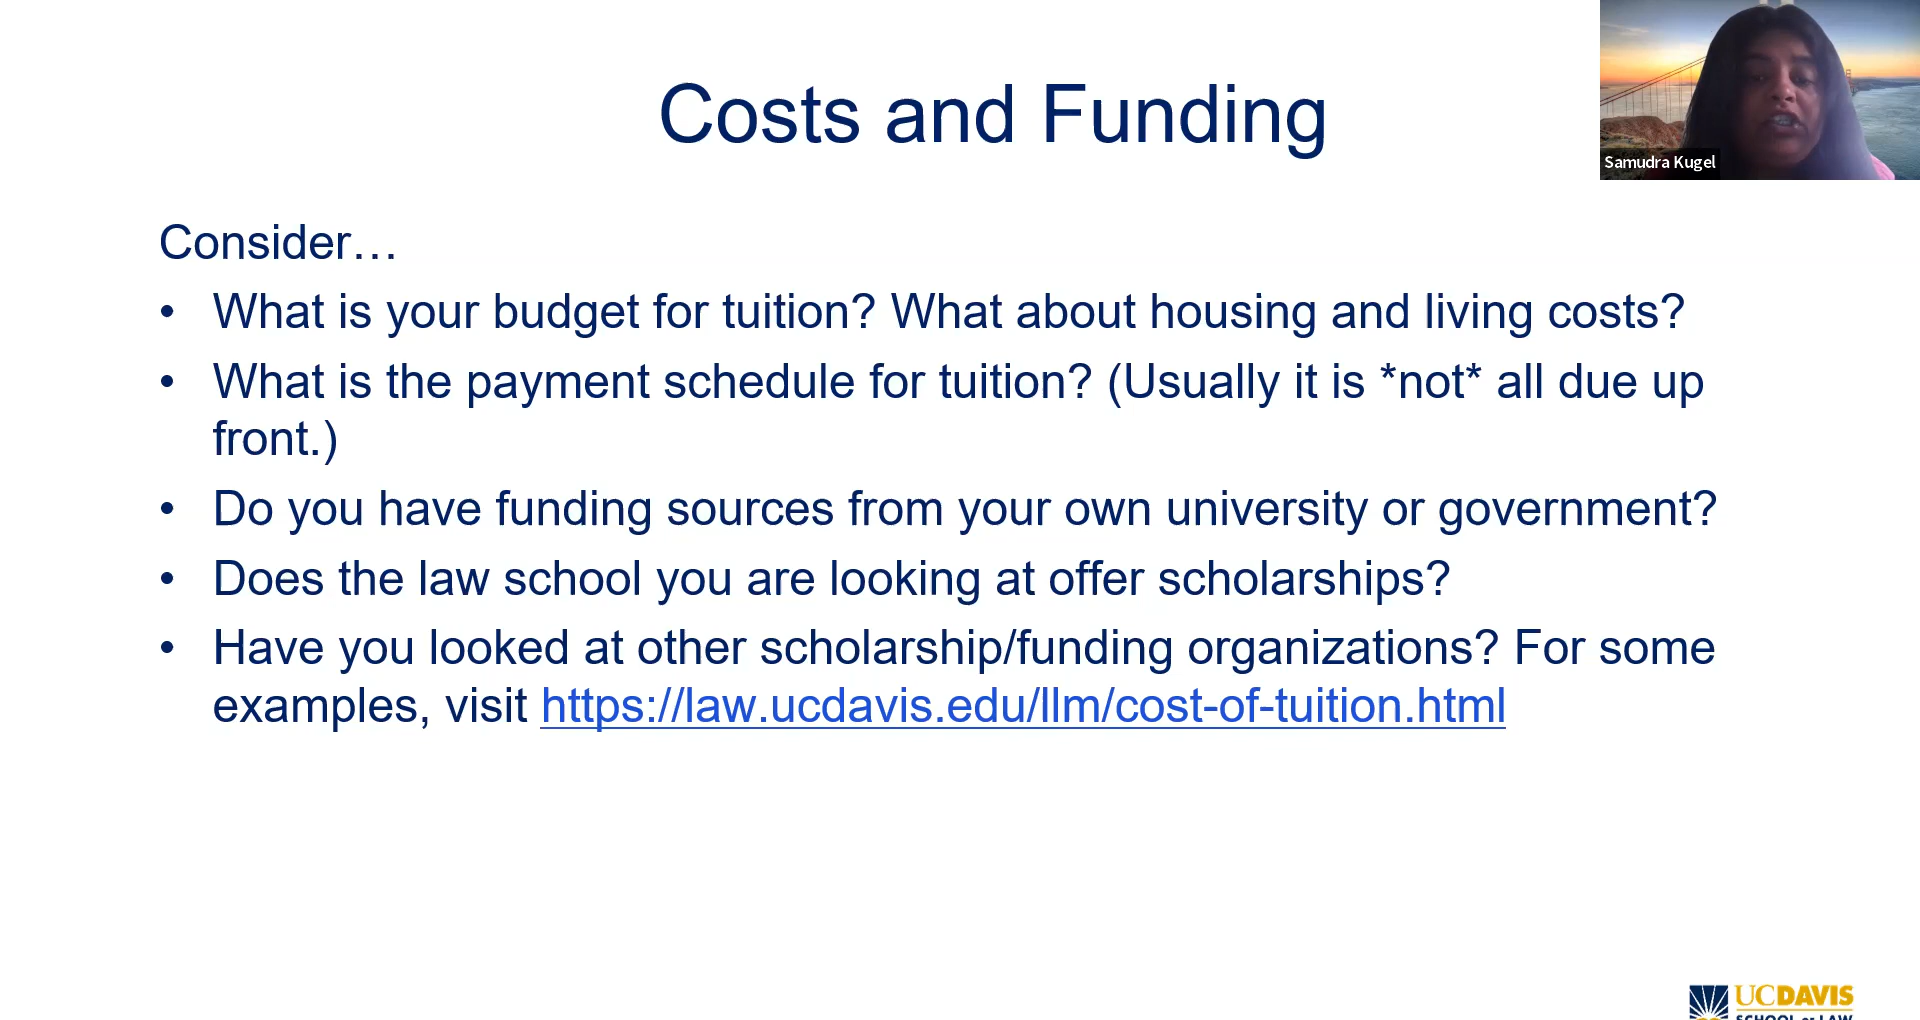 Costs and Funding
Samudra Kugel
Consider…
• What is your budget for tuition? What about housing and living costs?
• What is the payment schedule for tuition? (Usually it is *not* all due up
front.)
• Do you have funding sources from your own university or government?
• Does the law school you are looking at offer scholarships?
• Have you looked at other scholarship/funding organizations? For some
examples, visit https://law.ucdavis.edu/llm/cost-of-tuition.html
UCDAVIS
SCHOOL OF LAW